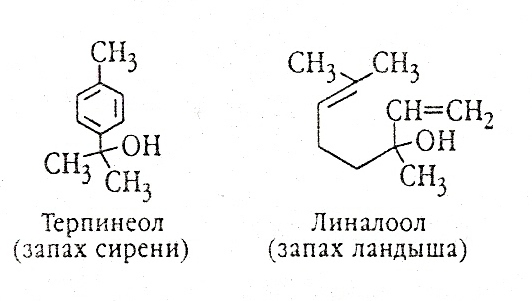 CH₃
OH
CH₃
CH₃
Терпинеол
(запах сирени)
CH₃
CH₃
CH=CH₂
OH
CH₃
Линалоол
(запах ландыша)